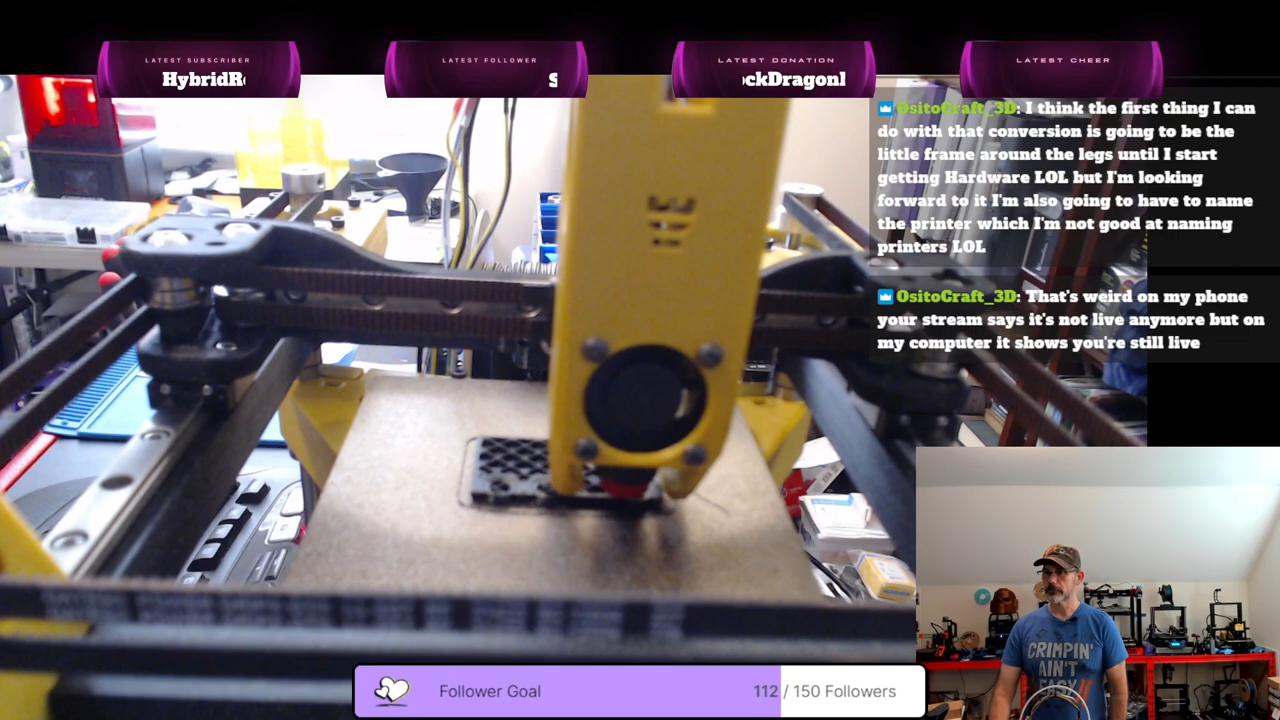 LATEST SUBSCRIBER
HybridR
LATEST FOLLOWER
S
LATEST DONATION
ckDragonl
LATEST CHEER
OsitoCraft_3D: I think the first thing I can
do with that conversion is going to be the
little frame around the legs until I start
getting Hardware LOL but I'm looking
forward to it I'm also going to have to name
the printer which I'm not good at naming
printers LOL
OsitoCraft_3D: That's weird on my phone
your stream says it's not live anymore but on
my computer it shows you're still live
CRIMPIN'
AIN'T
EASY
Follower Goal
112 / 150 Followers